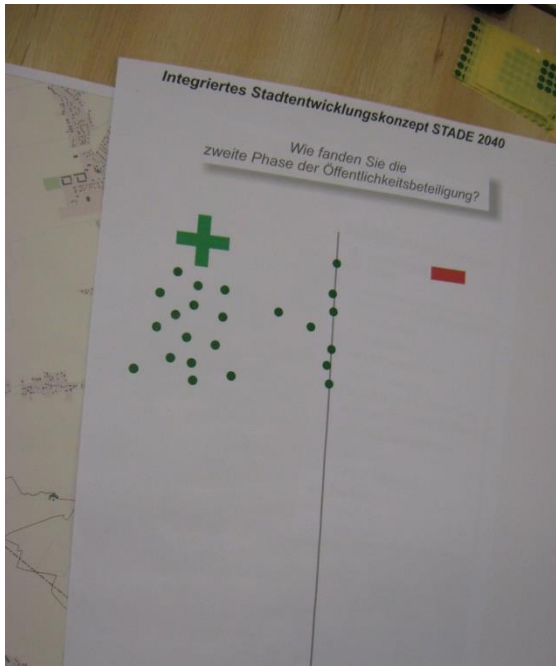 Integriertes Stadtentwicklungskonzept STADE 2040
Wie fanden Sie die
zweite Phase der Öffentlichkeitsbeteiligung?